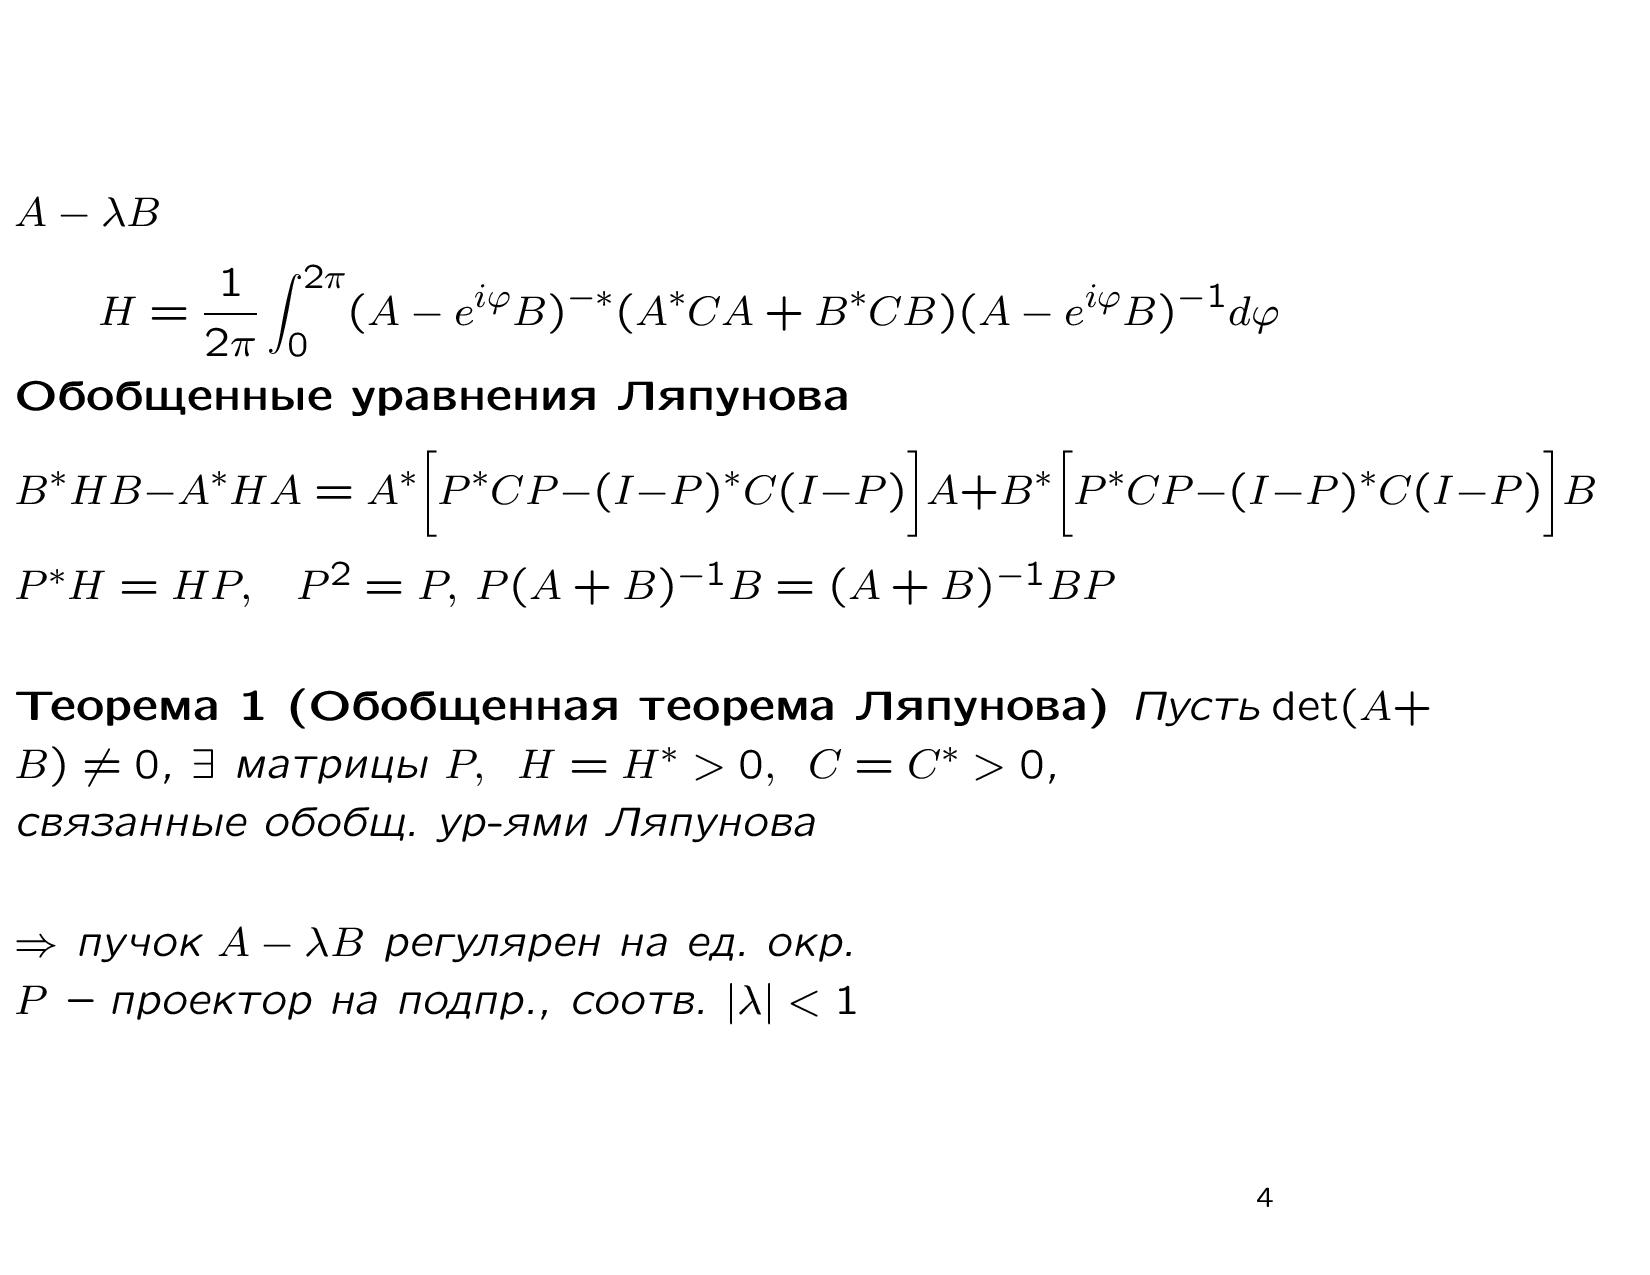 A − λB
H = \frac{1}{2π} ∫_0^{2π} (A − e^{iφ}B)^{−*}(A^*CA + B^*CB)(A − e^{iφ}B)^{−1}dφ
Обобщенные уравнения Ляпунова
B^*HB−A^*HA = A^*[P^*CP−(I−P)^*C(I−P)]A+B^*[P^*CP−(I−P)^*C(I−P)]B
P^*H = HP, P^2 = P, P(A + B)^{−1}B = (A + B)^{−1}BP
Теорема 1 (Обобщенная теорема Ляпунова) Пусть det(A+
B) ≠ 0, ∃ матрицы P, H = H^* > 0, C = C^* > 0,
связанные обобщ. ур-ями Ляпунова
⇒ пучок A − λB регулярен на ед. окр.
P – проектор на подпр., соотв. |λ| < 1
4